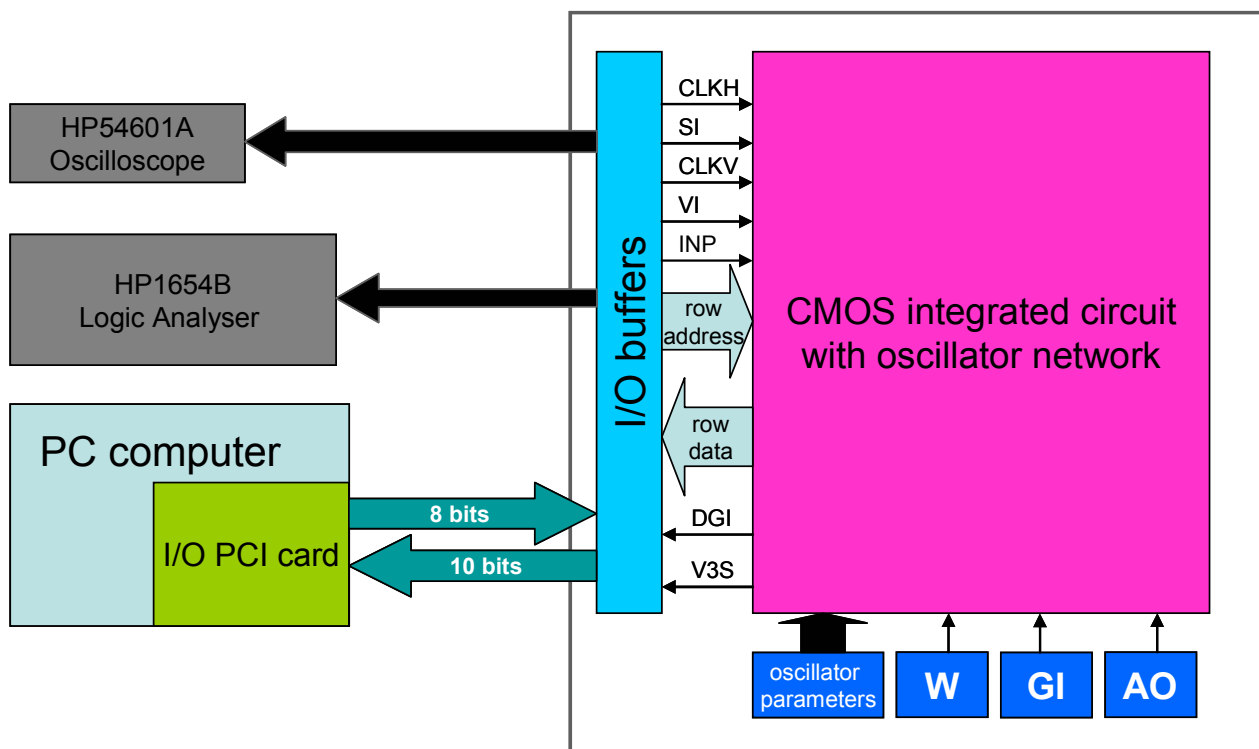 HP54601A
Oscilloscope
HP1654B
Logic Analyser
PC computer
I/O PCI card
8 bits
10 bits
I/O buffers
CLKH
SI
CLKV
VI
INP
row
address
row
data
DGI
V3S
CMOS integrated circuit
with oscillator network
oscillator
parameters
W
GI
AO